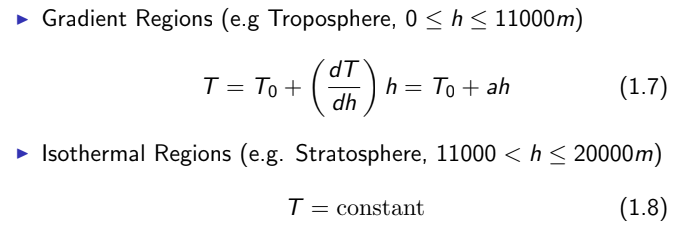 ▶ Gradient Regions (e.g Troposphere, 0 ≤ h ≤ 11000m)
T = T₀ + (dT/dh) h = T₀ + ah (1.7)
▶ Isothermal Regions (e.g. Stratosphere, 11000 < h ≤ 20000m)
T = constant (1.8)